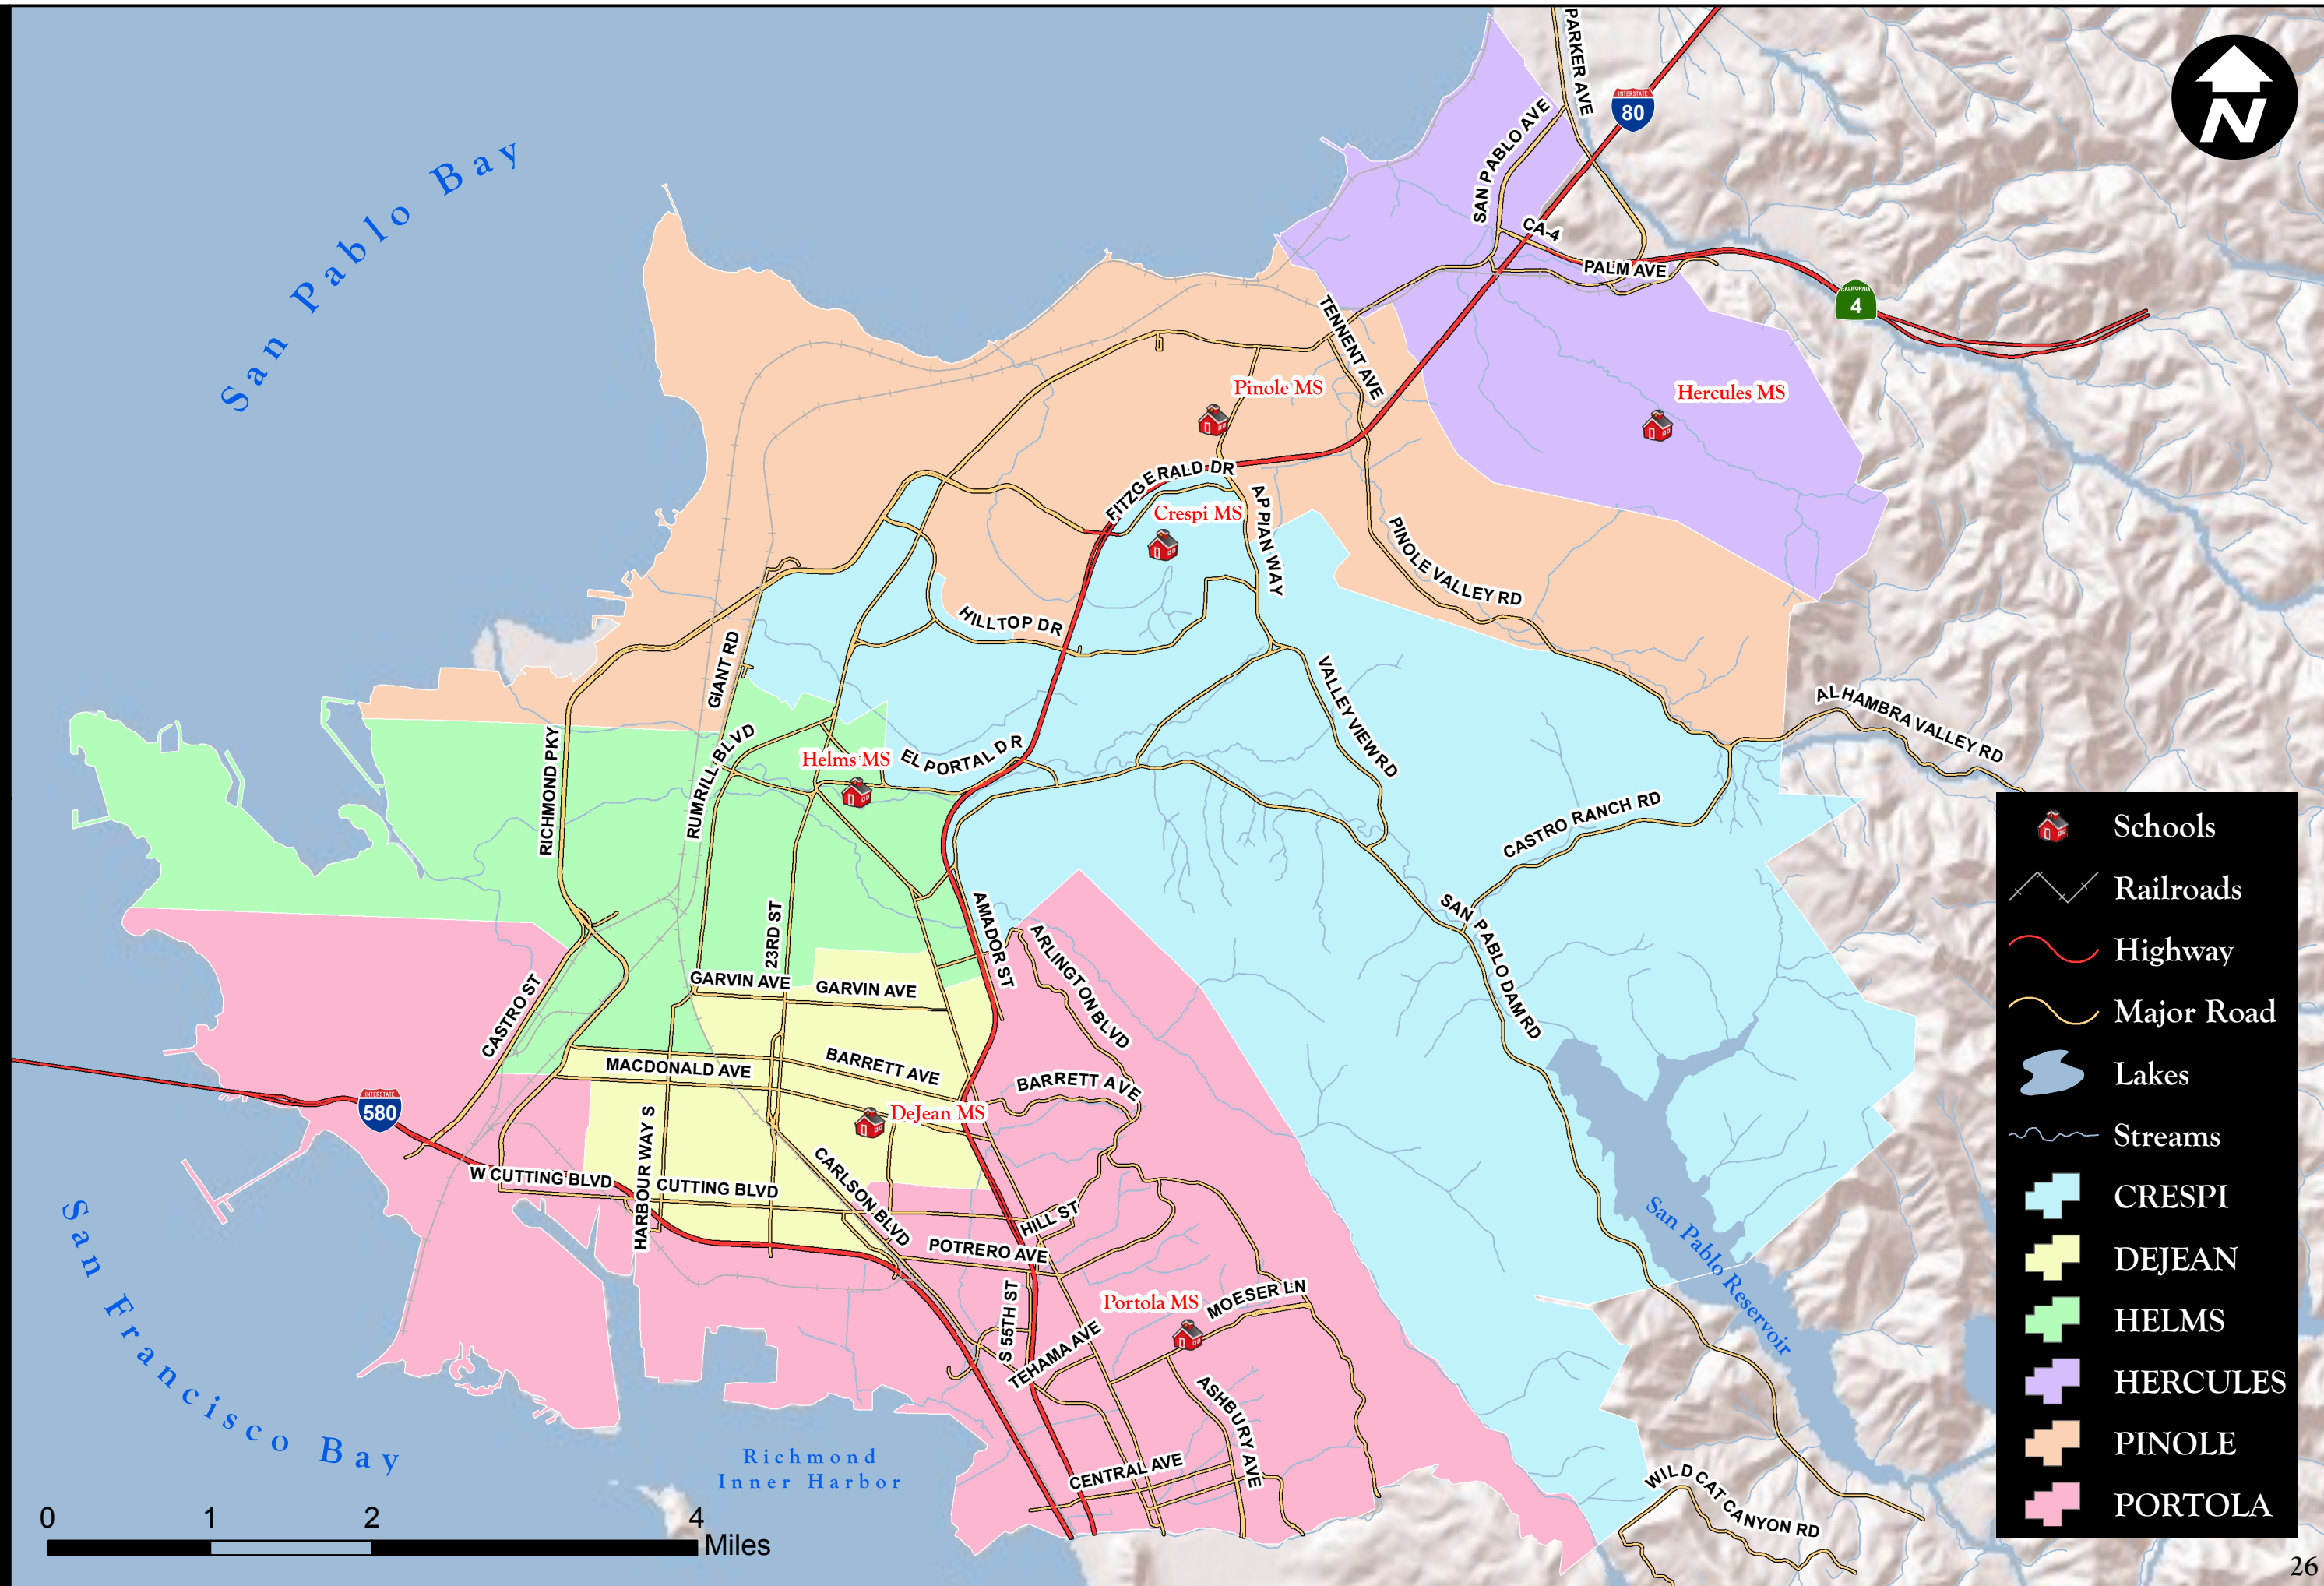 PARKER AVE
INTERSTATE
80
N
San Pablo Bay
SAN PABLO AVE
CA-4
PALM AVE
CALIFORNIA
4
TENNENT AVE
Pinole MS
Hercules MS
FITZGERALD DR
Crespi MS
APPIAN WAY
PINOLE VALLEY RD
HILLTOP DR
GIANT RD
VALLEY VIEW RD
ALHAMBRA VALLEY RD
RICHMOND PKY
RUMRILL BLVD
Helms MS
EL PORTAL DR
CASTRO RANCH RD
23RD ST
AMADOR ST
ARLINGTON BLVD
SAN PABLO DAM RD
GARVIN AVE
GARVIN AVE
CASTRO ST
MACDONALD AVE
BARRETT AVE
BARRETT AVE
INTERSTATE
580
DeJean MS
HARBOUR WAY S
W CUTTING BLVD
CUTTING BLVD
CARLSON BLVD
HILL ST
POTRERO AVE
San Pablo Reservoir
S 55TH ST
Portola MS
MOESER LN
TEHAMA AVE
ASHBURY AVE
San Francisco Bay
Richmond
Inner Harbor
CENTRAL AVE
WILDCAT CANYON RD
0 1 2 4
Miles
Schools
Railroads
Highway
Major Road
Lakes
Streams
CRESPI
DEJEAN
HELMS
HERCULES
PINOLE
PORTOLA
26